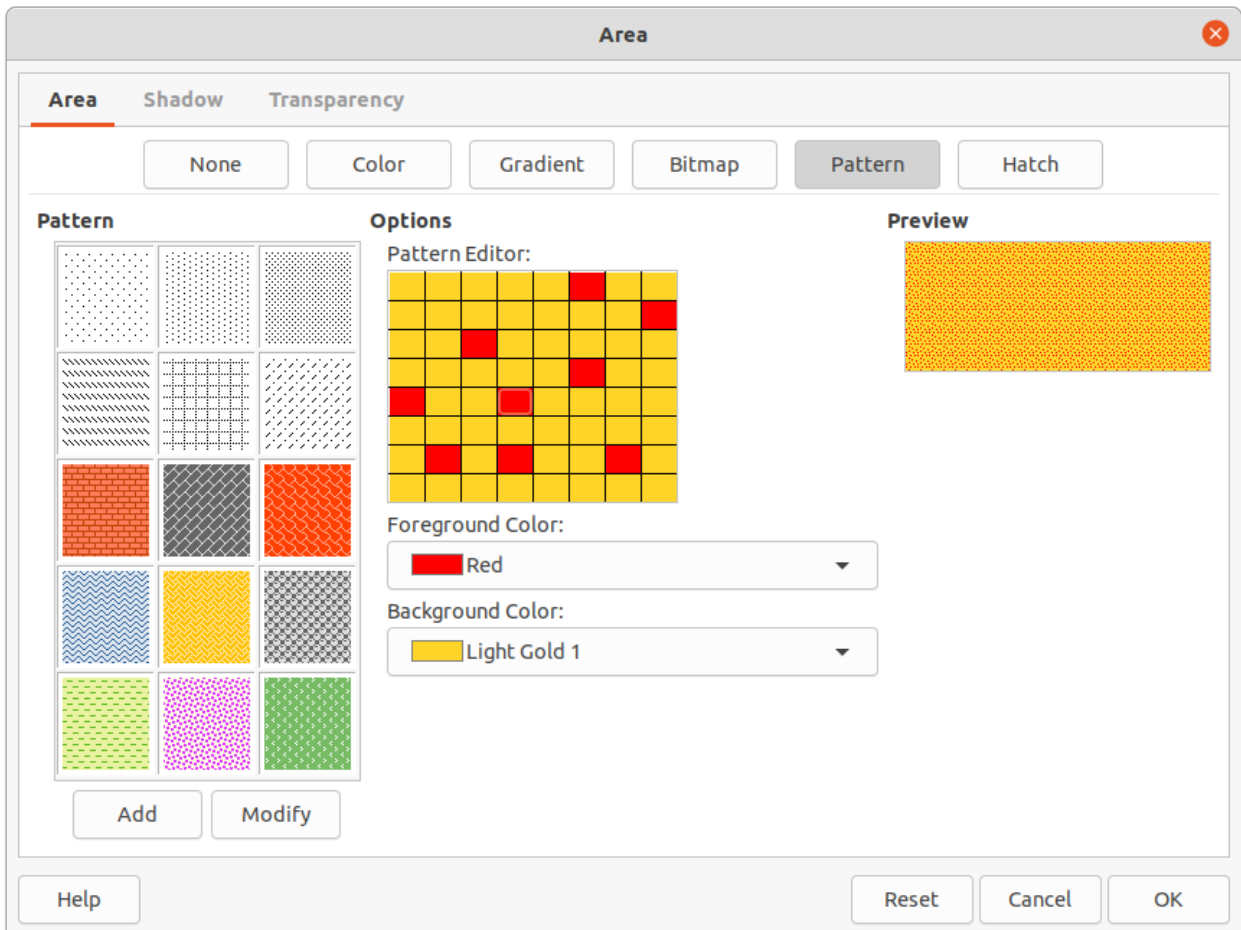 Area
Area Shadow Transparency
None Color Gradient Bitmap Pattern Hatch
Pattern Options Preview
Pattern Editor:
Foreground Color:
Red
Background Color:
Light Gold 1
Add Modify
Help Reset Cancel OK